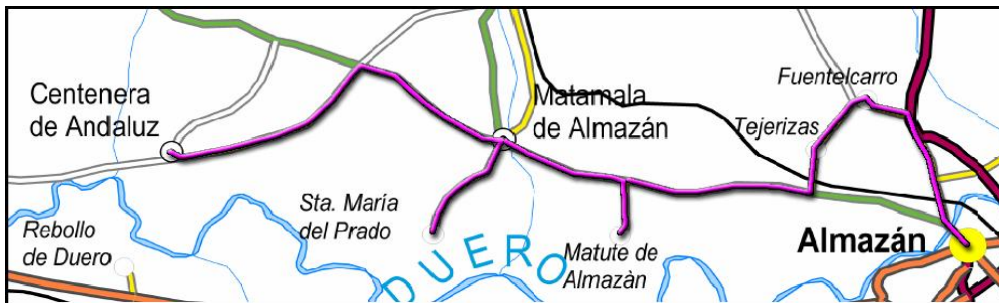 Fuentelcarro
Centenera
de Andaluz
Matamala
de Almazán
Tejerizas
Sta. María
del Prado
Rebollo
de Duero
Almazán
Matute de
Almazàn
DUERO